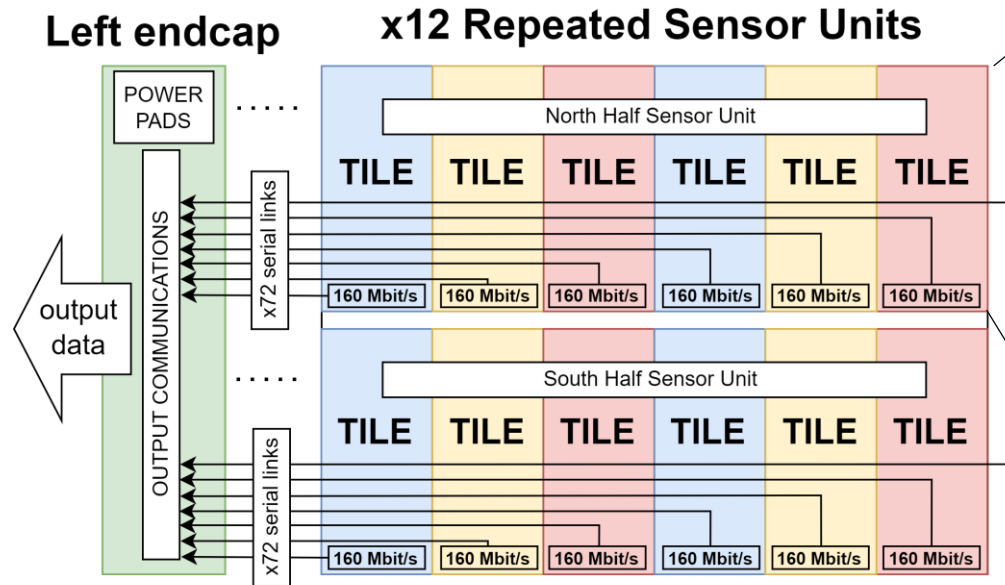 Left endcap
x12 Repeated Sensor Units
POWER
PADS
. . . . .
North Half Sensor Unit
TILE TILE TILE TILE TILE TILE
x72 serial links
160 Mbit/s 160 Mbit/s 160 Mbit/s 160 Mbit/s 160 Mbit/s 160 Mbit/s
OUTPUT COMMUNICATIONS
output
data
. . . . .
South Half Sensor Unit
TILE TILE TILE TILE TILE TILE
x72 serial links
160 Mbit/s 160 Mbit/s 160 Mbit/s 160 Mbit/s 160 Mbit/s 160 Mbit/s